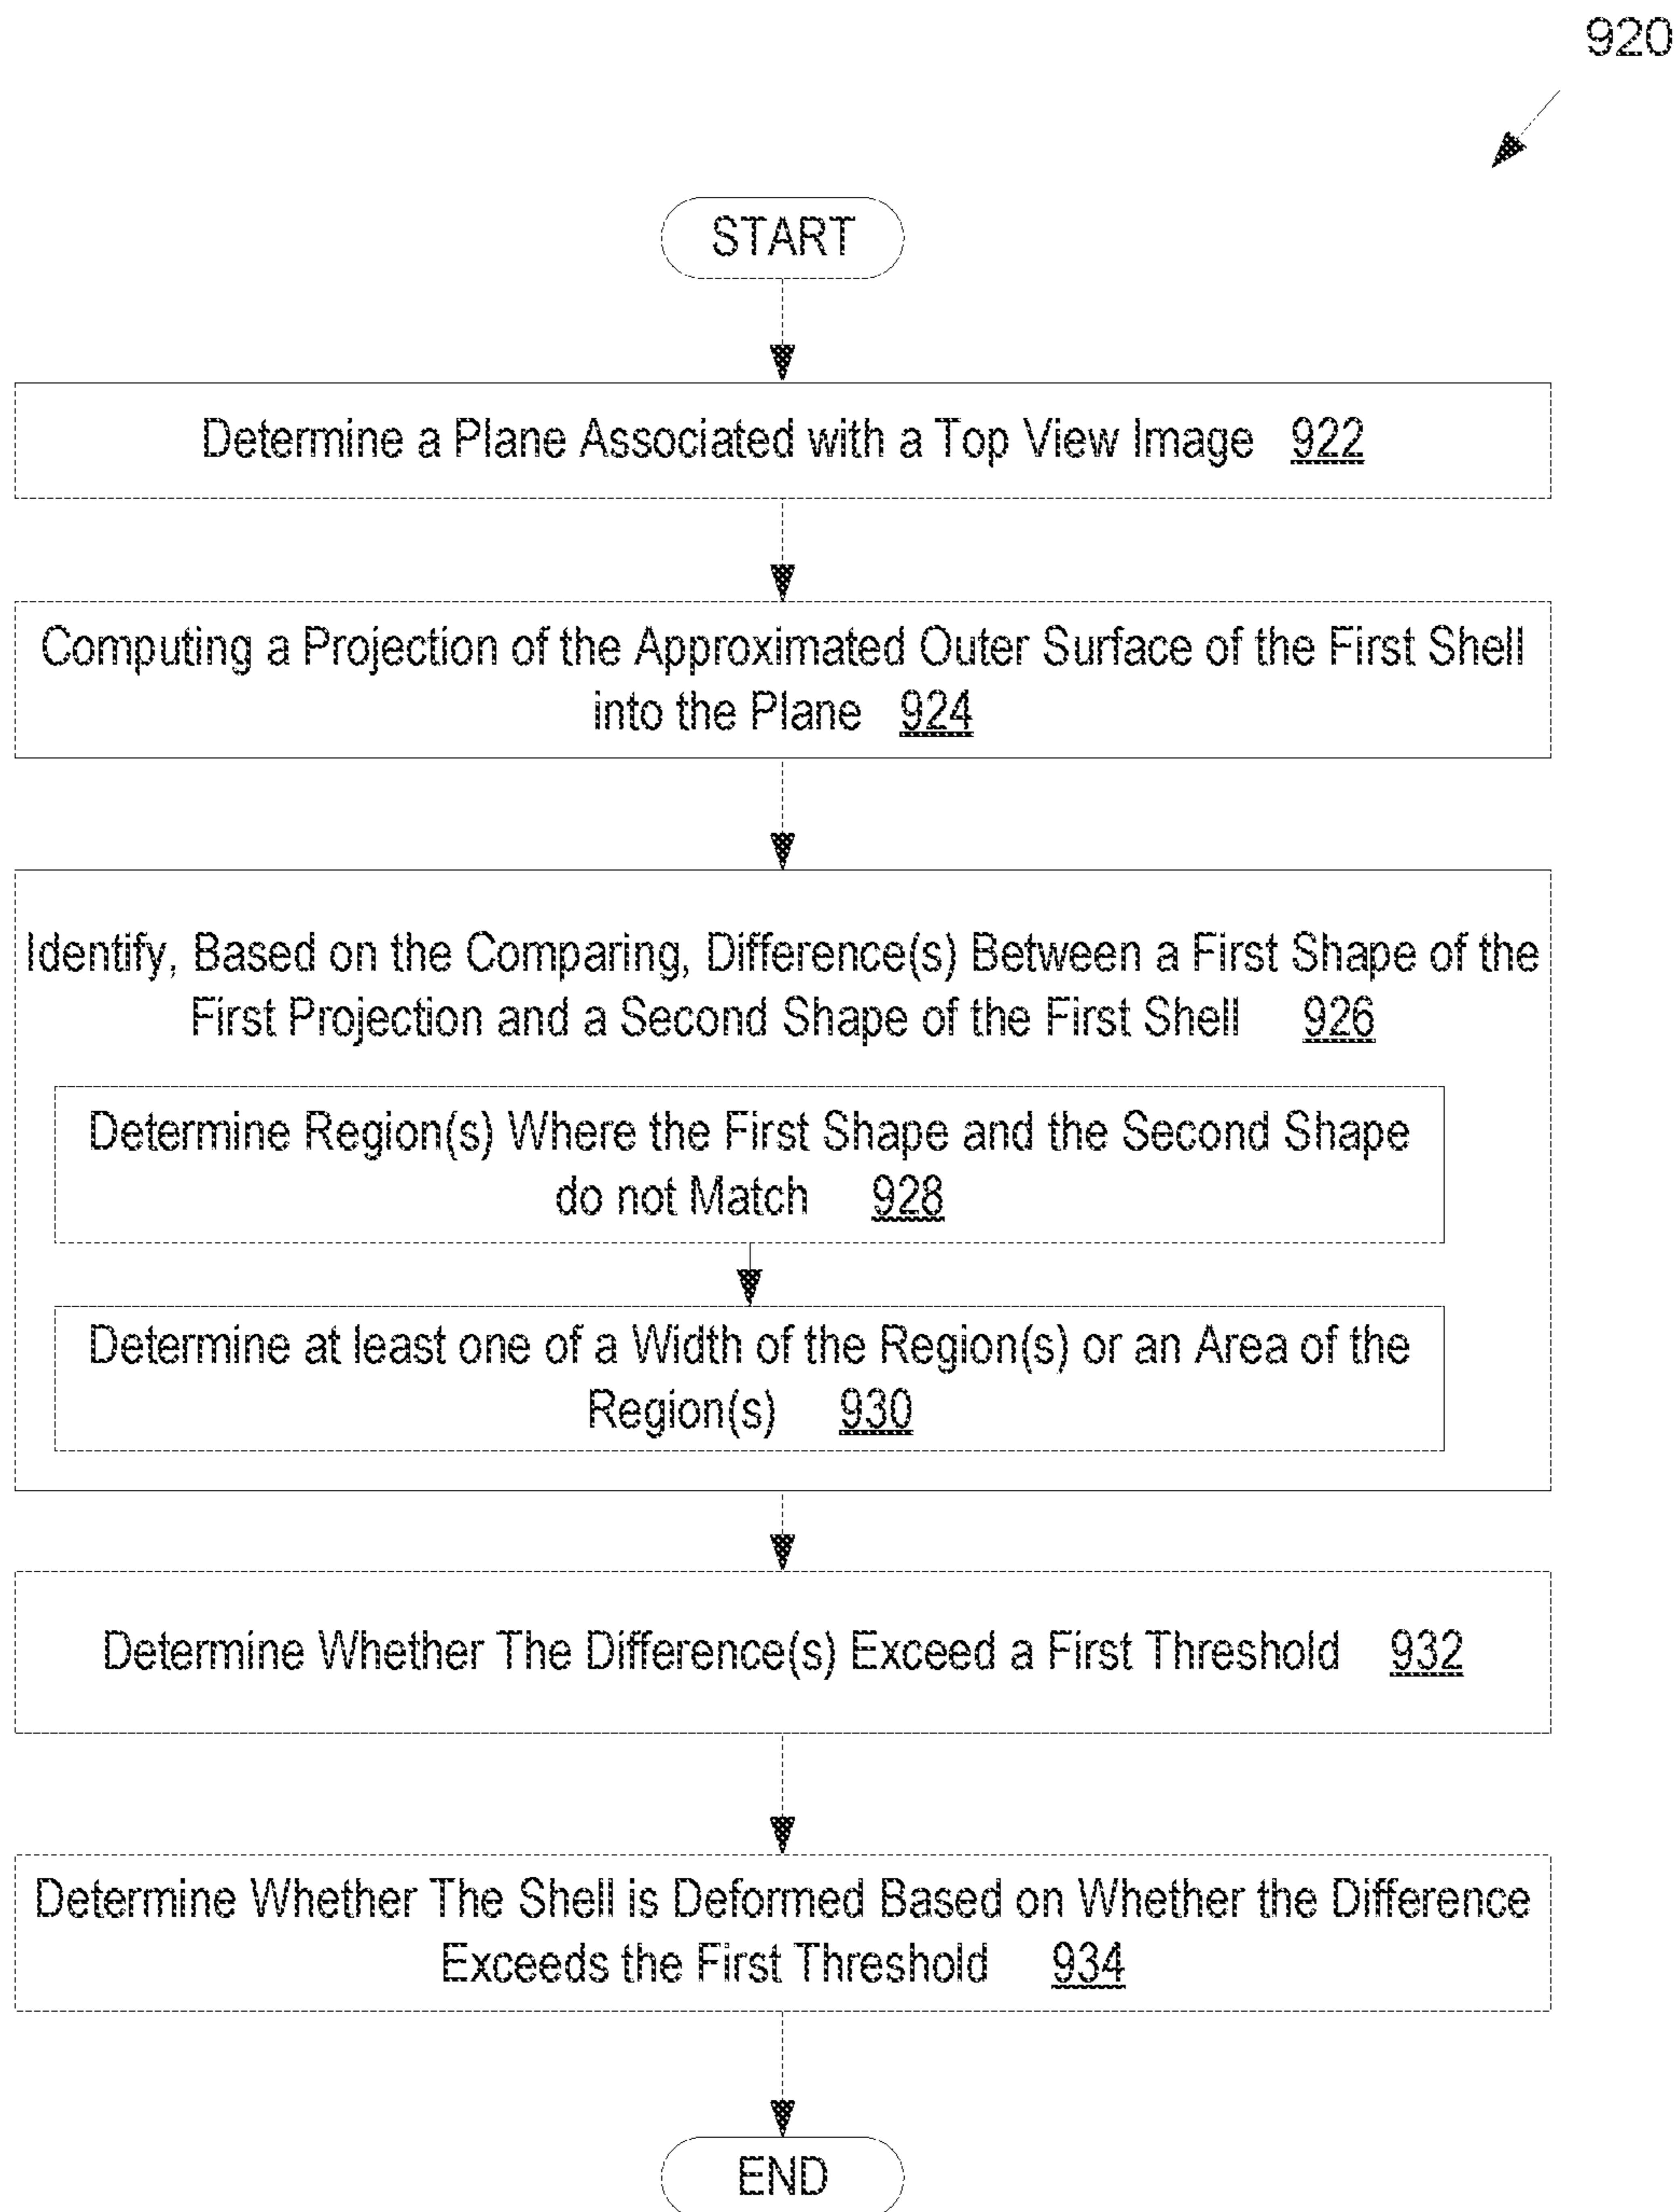 920
START
Determine a Plane Associated with a Top View Image 922
Computing a Projection of the Approximated Outer Surface of the First Shell
into the Plane 924
Identify, Based on the Comparing, Difference(s) Between a First Shape of the
First Projection and a Second Shape of the First Shell 926
Determine Region(s) Where the First Shape and the Second Shape
do not Match 928
Determine at least one of a Width of the Region(s) or an Area of the
Region(s) 930
Determine Whether The Difference(s) Exceed a First Threshold 932
Determine Whether The Shell is Deformed Based on Whether the Difference
Exceeds the First Threshold 934
END